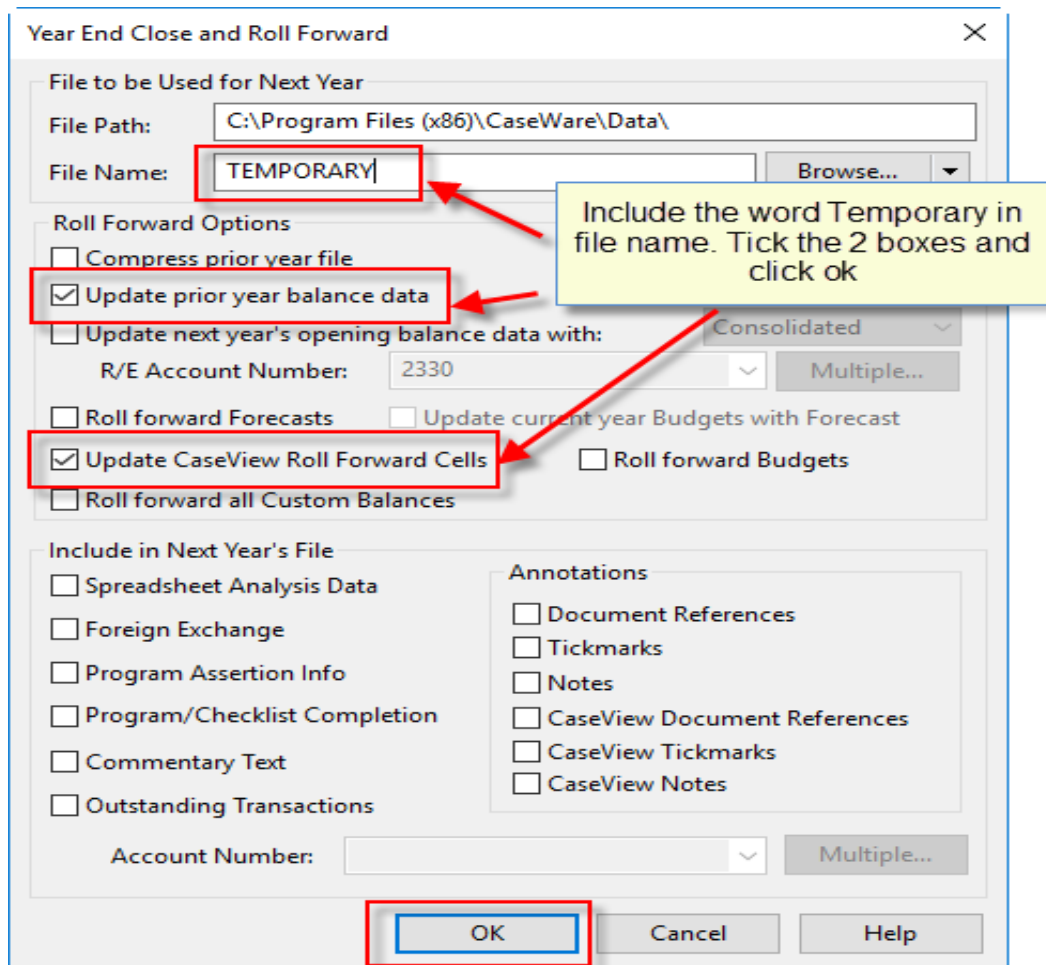 Year End Close and Roll Forward
File to be Used for Next Year
File Path:
C:\Program Files (x86)\CaseWare\Data\
File Name:
TEMPORARY
Browse...
Include the word Temporary in
file name. Tick the 2 boxes and
click ok
Roll Forward Options
Compress prior year file
Update prior year balance data
Update next year's opening balance data with:
Consolidated
R/E Account Number:
2330
Multiple...
Roll forward Forecasts
Update current year Budgets with Forecast
Update CaseView Roll Forward Cells
Roll forward Budgets
Roll forward all Custom Balances
Include in Next Year's File
Spreadsheet Analysis Data
Foreign Exchange
Program Assertion Info
Program/Checklist Completion
Commentary Text
Outstanding Transactions
Annotations
Document References
Tickmarks
Notes
CaseView Document References
CaseView Tickmarks
CaseView Notes
Account Number:
Multiple...
OK
Cancel
Help